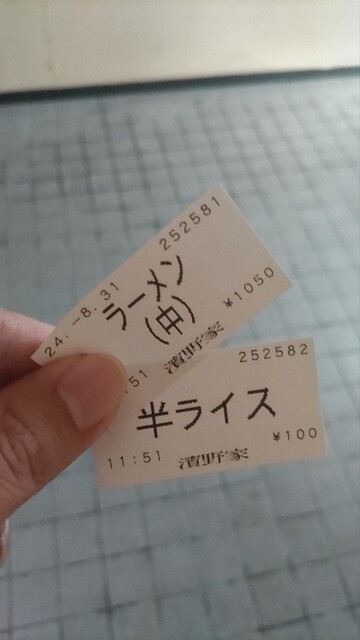 24.-8.31 252581
ラーメン
(中)
¥1050
:51 濱野家
252582
半ライス
¥100
11:51 濱野家